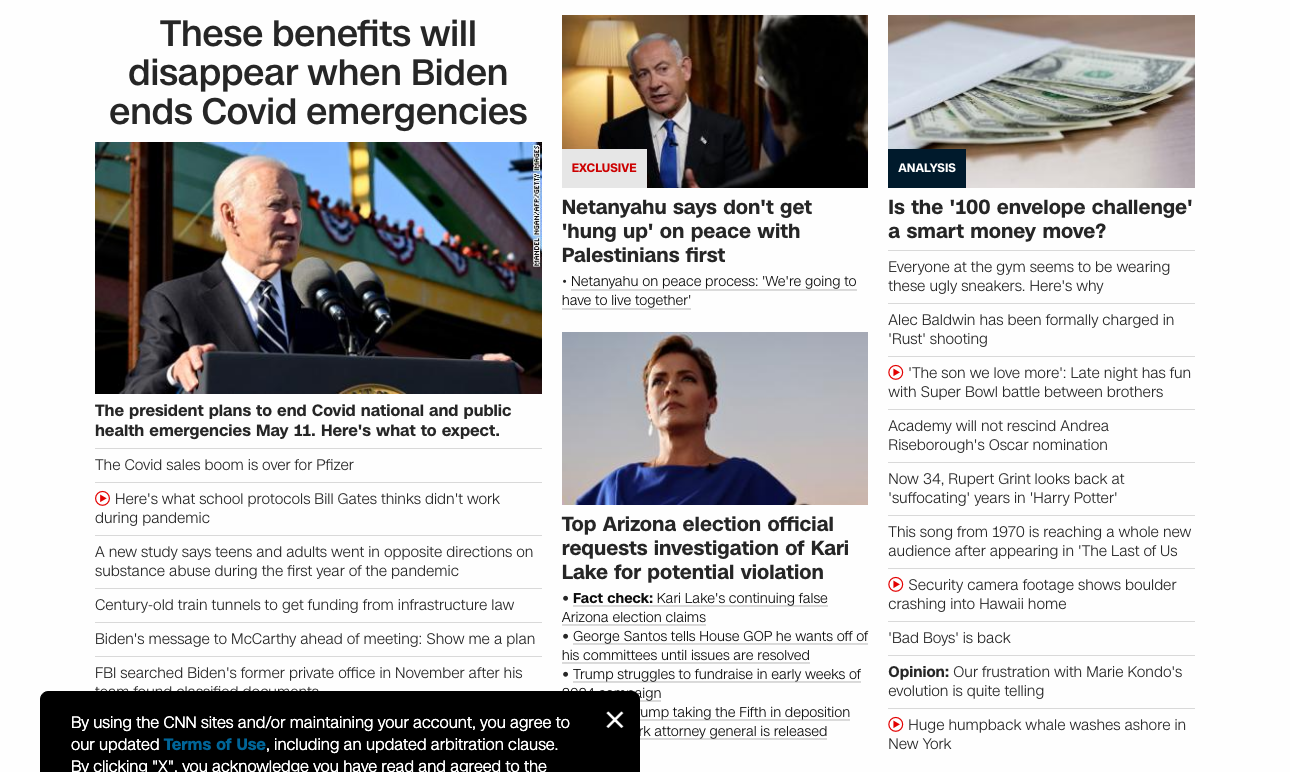 These benefits will
disappear when Biden
ends Covid emergencies
MANDEL NGAN/AFP/GETTY IMAGES
The president plans to end Covid national and public
health emergencies May 11. Here's what to expect.
The Covid sales boom is over for Pfizer
Here's what school protocols Bill Gates thinks didn't work
during pandemic
A new study says teens and adults went in opposite directions on
substance abuse during the first year of the pandemic
Century-old train tunnels to get funding from infrastructure law
Biden's message to McCarthy ahead of meeting: Show me a plan
FBI searched Biden's former private office in November after his
team found classified documents
By using the CNN sites and/or maintaining your account, you agree to
our updated Terms of Use, including an updated arbitration clause.
By clicking "X", you acknowledge you have read and agreed to the
EXCLUSIVE
Netanyahu says don't get
'hung up' on peace with
Palestinians first
• Netanyahu on peace process: 'We're going to
have to live together'
Top Arizona election official
requests investigation of Kari
Lake for potential violation
• Fact check: Kari Lake's continuing false
Arizona election claims
• George Santos tells House GOP he wants off of
his committees until issues are resolved
• Trump struggles to fundraise in early weeks of
2024 campaign
ump taking the Fifth in deposition
rk attorney general is released
ANALYSIS
Is the '100 envelope challenge'
a smart money move?
Everyone at the gym seems to be wearing
these ugly sneakers. Here's why
Alec Baldwin has been formally charged in
'Rust' shooting
'The son we love more': Late night has fun
with Super Bowl battle between brothers
Academy will not rescind Andrea
Riseborough's Oscar nomination
Now 34, Rupert Grint looks back at
'suffocating' years in 'Harry Potter'
This song from 1970 is reaching a whole new
audience after appearing in 'The Last of Us
Security camera footage shows boulder
crashing into Hawaii home
'Bad Boys' is back
Opinion: Our frustration with Marie Kondo's
evolution is quite telling
Huge humpback whale washes ashore in
New York